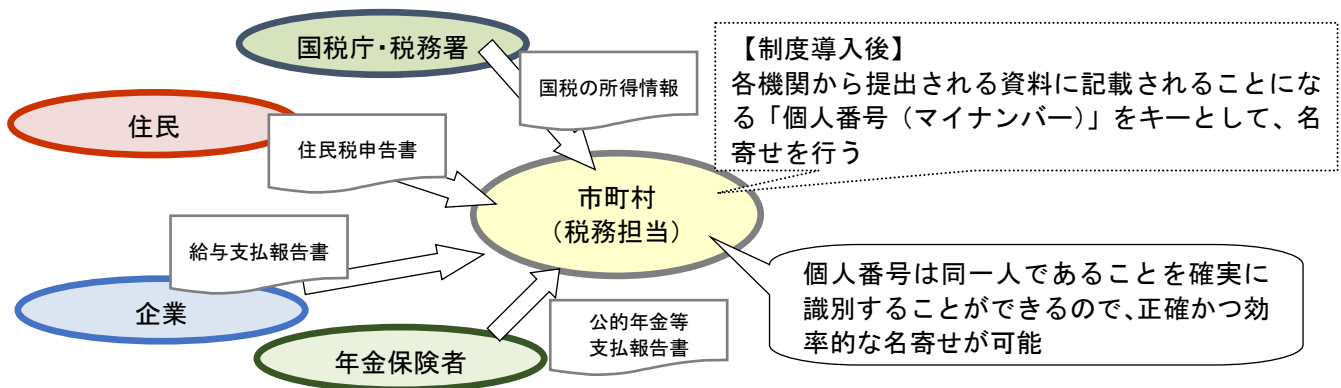 国税庁・税務署
国税の所得情報
【制度導入後】
各機関から提出される資料に記載されることにな
る「個人番号（マイナンバー）」をキーとして、名
寄せを行う
住民
住民税申告書
市町村
（税務担当）
給与支払報告書
企業
個人番号は同一人であることを確実に
識別することができるので、正確かつ効
率的な名寄せが可能
公的年金等
支払報告書
年金保険者